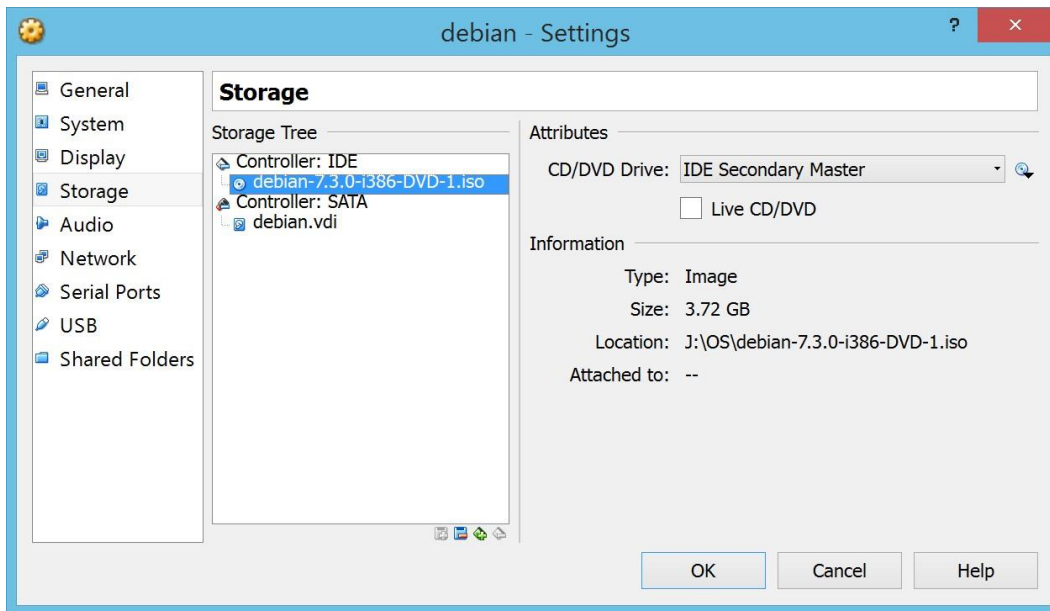 debian - Settings
?
General
System
Display
Storage
Audio
Network
Serial Ports
USB
Shared Folders
Storage
Storage Tree
Controller: IDE
debian-7.3.0-i386-DVD-1.iso
Controller: SATA
debian.vdi
Attributes
CD/DVD Drive: IDE Secondary Master
Live CD/DVD
Information
Type: Image
Size: 3.72 GB
Location: J:\OS\debian-7.3.0-i386-DVD-1.iso
Attached to: --
OK Cancel Help